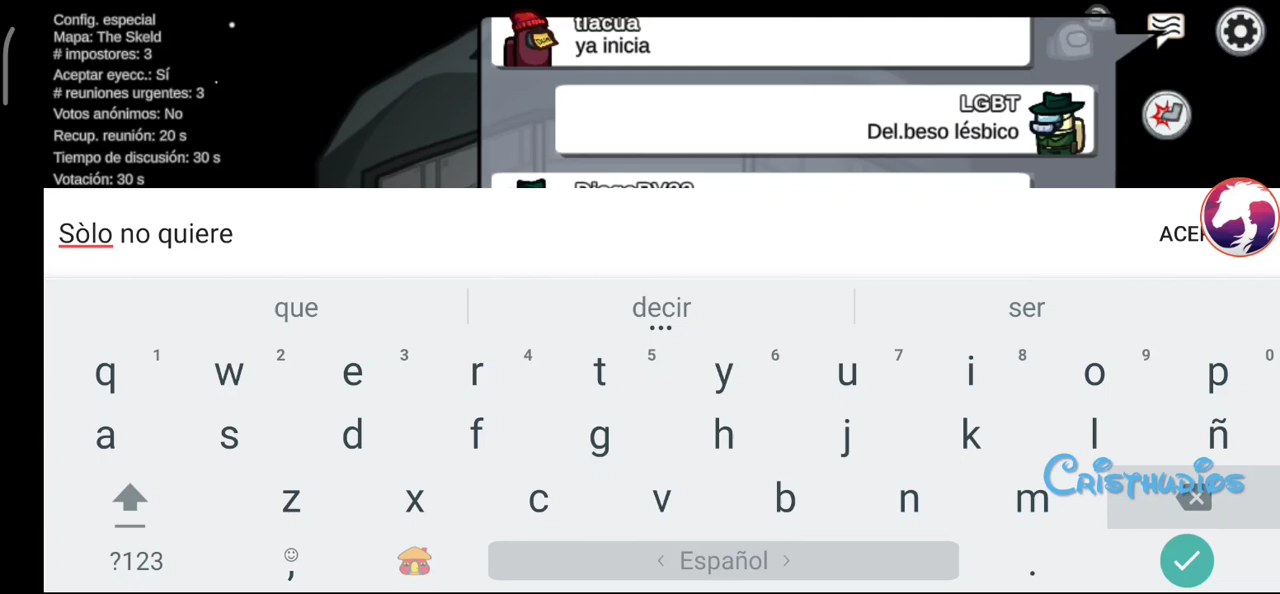 Config. especial
Mapa: The Skeld
# impostores: 3
Aceptar eyecc.: Sí
# reuniones urgentes: 3
Votos anónimos: No
Recup. reunión: 20 s
Tiempo de discusión: 30 s
Votación: 30 s
tlacua
ya inicia
LGBT
Del.beso lésbico
Sòlo no quiere
que decir ser
1 2 3 4 5 6 7 8 9 0
q w e r t y u i o p
a s d f g h j k l ñ
z x c v b n m
Cristhudios
?123 , < Español > .